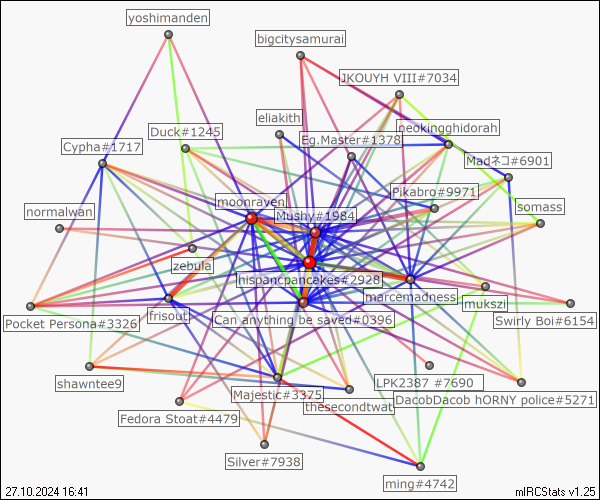 yoshimanden
bigcitysamurai
JKOUYH VIII#7034
eliakith
neokingghidorah
Duck#1245
Eg.Master#1378
Cypha#1717
Madネコ#6901
Pikabro#9971
moonraven
somass
normalwan
Mushy#1984
zebula
hispancpancakes#2928
marcemadness
mukszi
Pocket Persona#3326
frisout
Can anything be saved#0396
Swirly Boi#6154
shawntee9
LPK2387 #7690
Majestic#3375
DacobDacob hORNY police#5271
thesecondtwat
Fedora Stoat#4479
Silver#7938
ming#4742
27.10.2024 16:41
mIRCStats v1.25